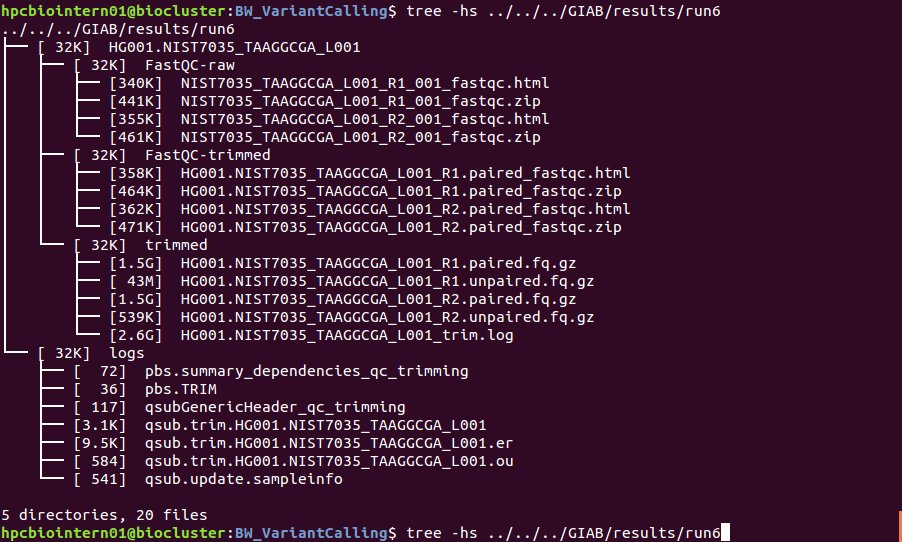 hpcbiointern01@biocluster:BW_VariantCalling$ tree -hs ../../../GIAB/results/run6
../../../GIAB/results/run6
├── [ 32K]  HG001.NIST7035_TAAGGCGA_L001
│   ├── [ 32K]  FastQC-raw
│   │   ├── [340K]  NIST7035_TAAGGCGA_L001_R1_001_fastqc.html
│   │   ├── [441K]  NIST7035_TAAGGCGA_L001_R1_001_fastqc.zip
│   │   ├── [355K]  NIST7035_TAAGGCGA_L001_R2_001_fastqc.html
│   │   └── [461K]  NIST7035_TAAGGCGA_L001_R2_001_fastqc.zip
│   ├── [ 32K]  FastQC-trimmed
│   │   ├── [358K]  HG001.NIST7035_TAAGGCGA_L001_R1.paired_fastqc.html
│   │   ├── [464K]  HG001.NIST7035_TAAGGCGA_L001_R1.paired_fastqc.zip
│   │   ├── [362K]  HG001.NIST7035_TAAGGCGA_L001_R2.paired_fastqc.html
│   │   └── [471K]  HG001.NIST7035_TAAGGCGA_L001_R2.paired_fastqc.zip
│   └── [ 32K]  trimmed
│       ├── [1.5G]  HG001.NIST7035_TAAGGCGA_L001_R1.paired.fq.gz
│       ├── [ 43M]  HG001.NIST7035_TAAGGCGA_L001_R1.unpaired.fq.gz
│       ├── [1.5G]  HG001.NIST7035_TAAGGCGA_L001_R2.paired.fq.gz
│       ├── [539K]  HG001.NIST7035_TAAGGCGA_L001_R2.unpaired.fq.gz
│       └── [2.6G]  HG001.NIST7035_TAAGGCGA_L001_trim.log
└── [ 32K]  logs
    ├── [  72]  pbs.summary_dependencies_qc_trimming
    ├── [  36]  pbs.TRIM
    ├── [ 117]  qsubGenericHeader_qc_trimming
    ├── [3.1K]  qsub.trim.HG001.NIST7035_TAAGGCGA_L001
    ├── [9.5K]  qsub.trim.HG001.NIST7035_TAAGGCGA_L001.er
    ├── [ 584]  qsub.trim.HG001.NIST7035_TAAGGCGA_L001.ou
    └── [ 541]  qsub.update.sampleinfo

5 directories, 20 files
hpcbiointern01@biocluster:BW_VariantCalling$ tree -hs ../../../GIAB/results/run6